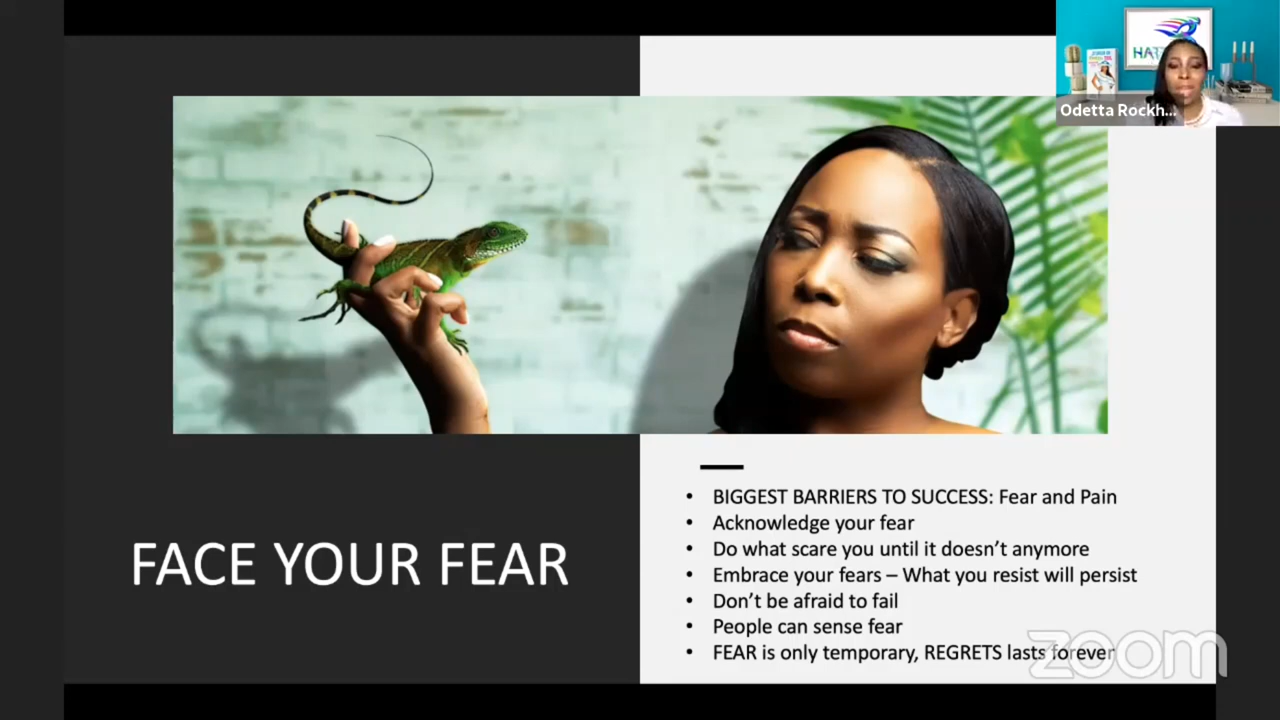 HAR
Odetta Rockh...
FACE YOUR FEAR
• BIGGEST BARRIERS TO SUCCESS: Fear and Pain
• Acknowledge your fear
• Do what scare you until it doesn’t anymore
• Embrace your fears – What you resist will persist
• Don’t be afraid to fail
• People can sense fear
• FEAR is only temporary, REGRETS lasts forever
zoom